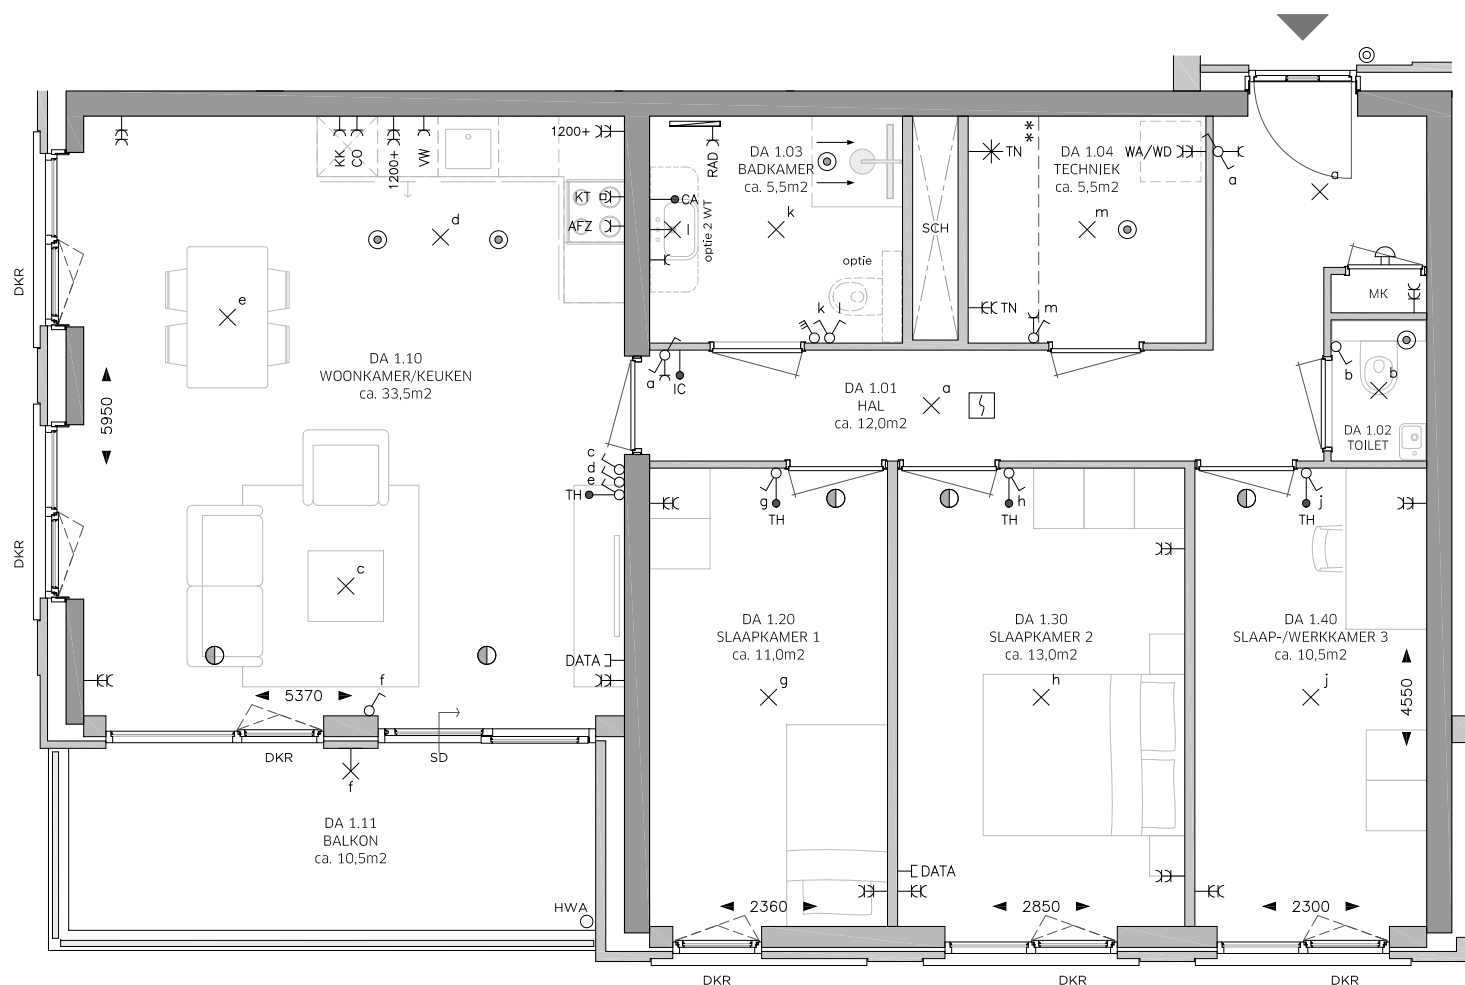 KK
CO
1200+
VW
1200+
RAD
DA 1.03
BADKAMER
ca. 5,5m2
TN
**
DA 1.04
TECHNIEK
ca. 5,5m2
WA/WD
a
a
KT
AFZ
CA
l
optie 2 WT
k
SCH
m
d
e
DKR
optie
k
l
TN
m
MK
DA 1.10
WOONKAMER/KEUKEN
ca. 33,5m2
5950
a
IC
DA 1.01
HAL
ca. 12,0m2
a
b
b
DA 1.02
TOILET
c
d
e
TH
g
TH
h
TH
j
TH
DKR
c
DA 1.20
SLAAPKAMER 1
ca. 11,0m2
g
DA 1.30
SLAAPKAMER 2
ca. 13,0m2
h
DA 1.40
SLAAP-/WERKKAMER 3
ca. 10,5m2
j
4550
DATA
5370
f
DKR
SD
f
DA 1.11
BALKON
ca. 10,5m2
HWA
DATA
2360
2850
2300
DKR
DKR
DKR